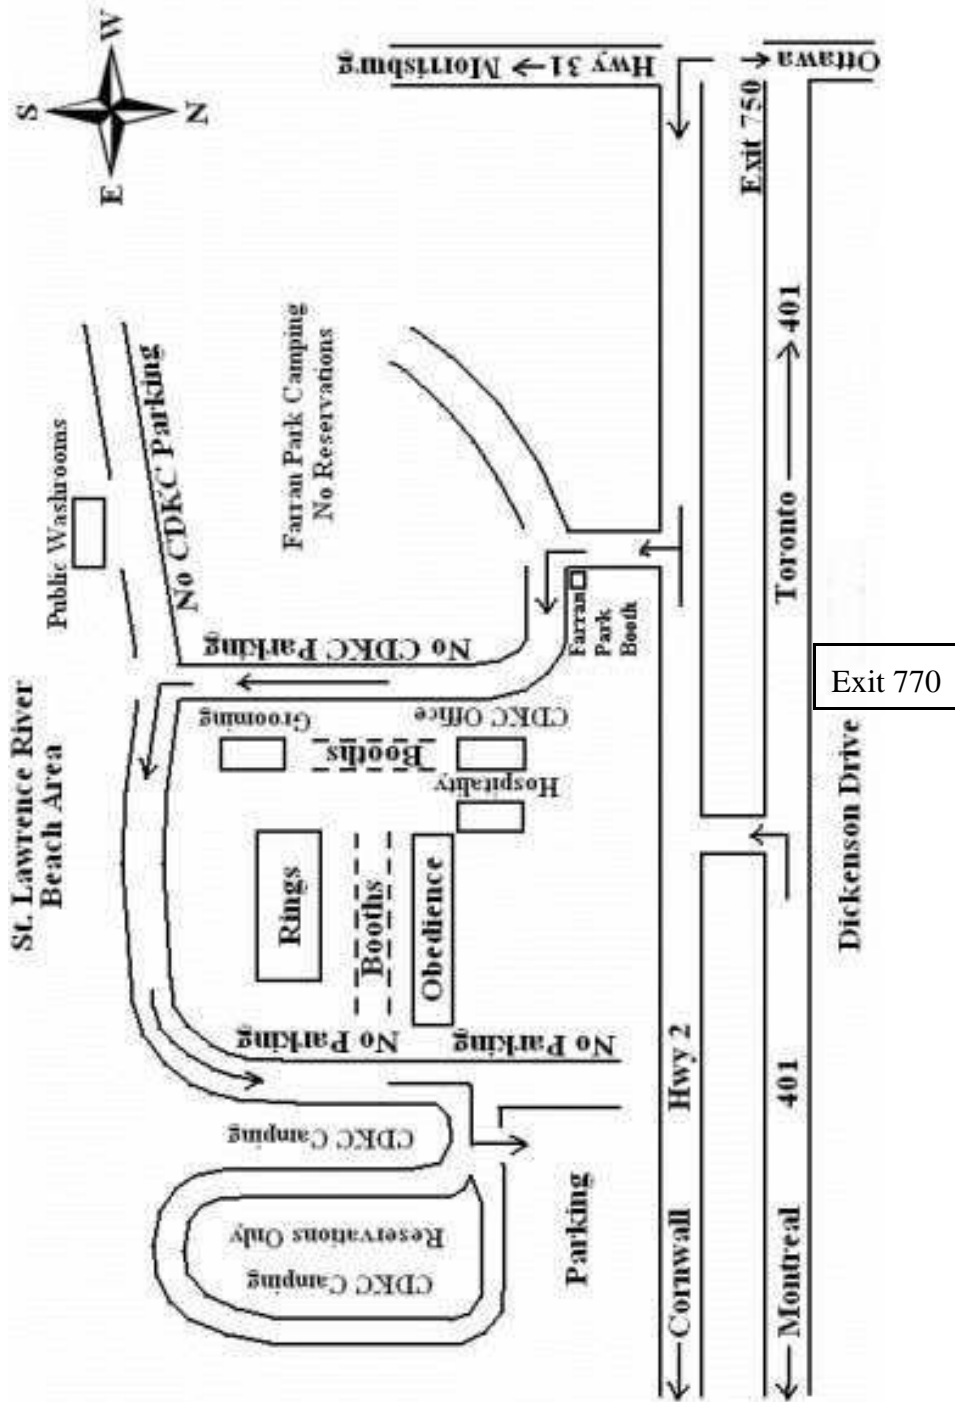 W
S
N
E
Hwy 31 → Morrisburg
Ottawa
Exit 750
401
Toronto
Public Washrooms
No CDKC Parking
Farran Park Camping
No Reservations
No CDKC Parking
Farran
Park
Booth
Exit 770
St. Lawrence River
Beach Area
Grooming
Booths
CDKC Office
Hospitality
Rings
Booths
Obedience
Dickenson Drive
No Parking
No Parking
Hwy 2
401
CDKC Camping
Reservations Only
CDKC Camping
Parking
Cornwall
Montreal